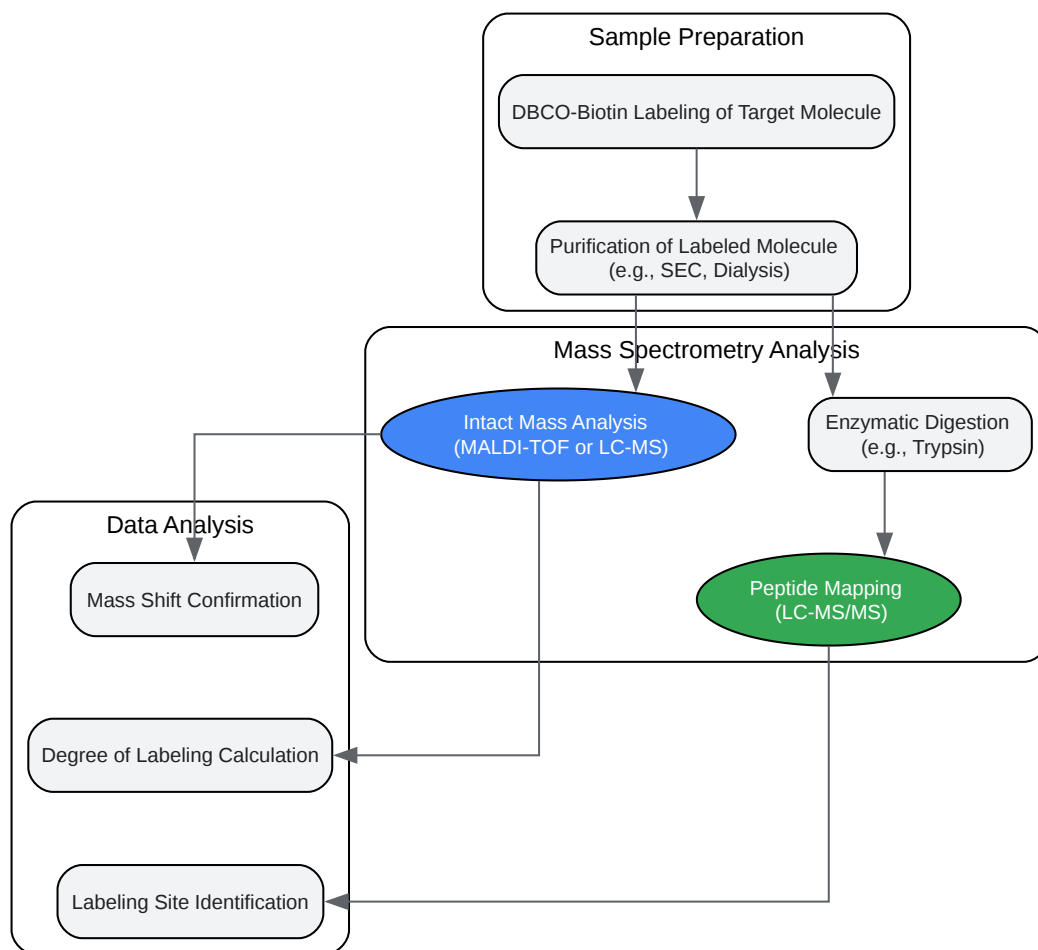 Sample Preparation
DBCO-Biotin Labeling of Target Molecule
Purification of Labeled Molecule
(e.g., SEC, Dialysis)
Mass Spectrometry Analysis
Intact Mass Analysis
(MALDI-TOF or LC-MS)
Enzymatic Digestion
(e.g., Trypsin)
Peptide Mapping
(LC-MS/MS)
Data Analysis
Mass Shift Confirmation
Degree of Labeling Calculation
Labeling Site Identification